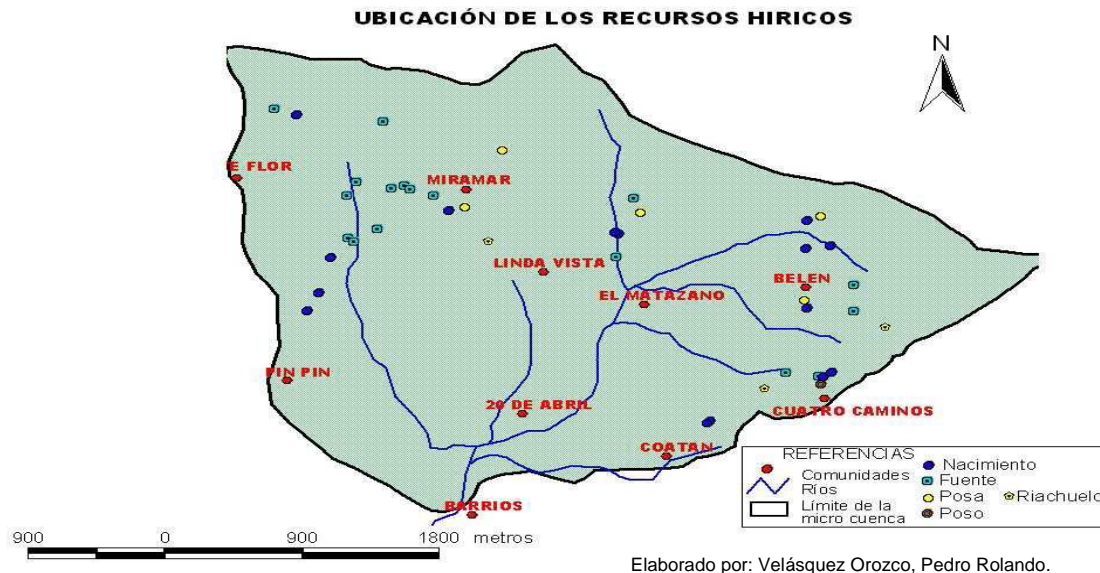 UBICACIÓN DE LOS RECURSOS HIRICOS
N
E FLOR
MIRAMAR
LINDA VISTA
BELEN
EL MATAZANO
PIN PIN
20 DE ABRIL
CUATRO CAMINOS
COATAN
BARRIOS
REFERENCIAS
Comunidades
Ríos
Límite de la
micro cuenca
Nacimiento
Fuente
Posa
Riachuelo
Poso
900 0 900 1800 metros
Elaborado por: Velásquez Orozco, Pedro Rolando.